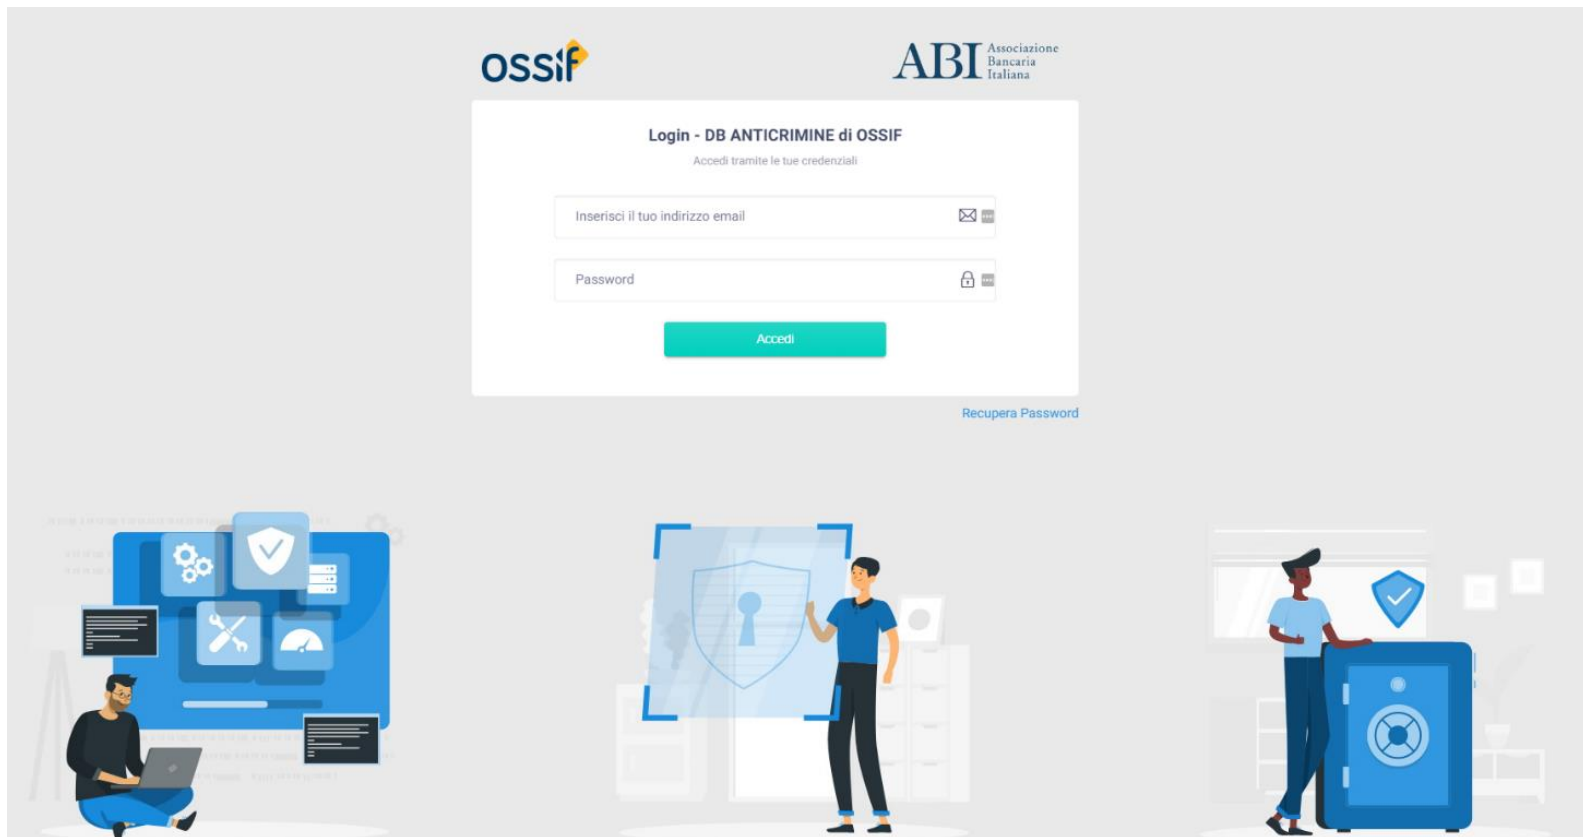 ossif
ABI Associazione
Bancaria
Italiana
Login - DB ANTICRIMINE di OSSIF
Accedi tramite le tue credenziali
Inserisci il tuo indirizzo email
Password
Accedi
Recupera Password